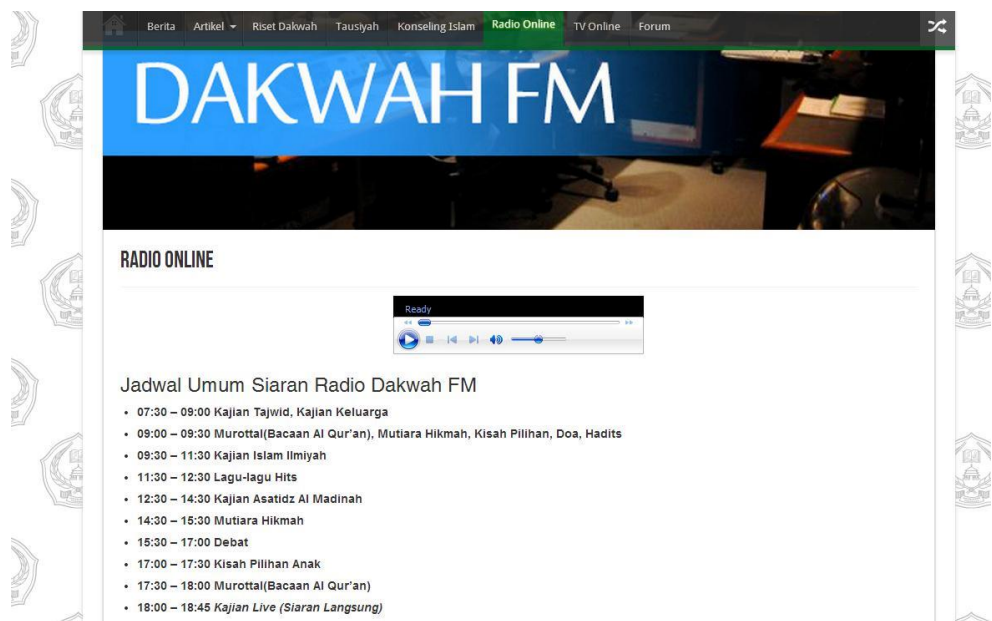 Berita Artikel Riset Dakwah Tausiyah Konseling Islam Radio Online TV Online Forum
DAKWAH FM
RADIO ONLINE
Ready
Jadwal Umum Siaran Radio Dakwah FM
• 07:30 – 09:00 Kajian Tajwid, Kajian Keluarga
• 09:00 – 09:30 Murottal(Bacaan Al Qur'an), Mutiara Hikmah, Kisah Pilihan, Doa, Hadits
• 09:30 – 11:30 Kajian Islam Ilmiyah
• 11:30 – 12:30 Lagu-lagu Hits
• 12:30 – 14:30 Kajian Asatidz Al Madinah
• 14:30 – 15:30 Mutiara Hikmah
• 15:30 – 17:00 Debat
• 17:00 – 17:30 Kisah Pilihan Anak
• 17:30 – 18:00 Murottal(Bacaan Al Qur'an)
• 18:00 – 18:45 Kajian Live (Siaran Langsung)